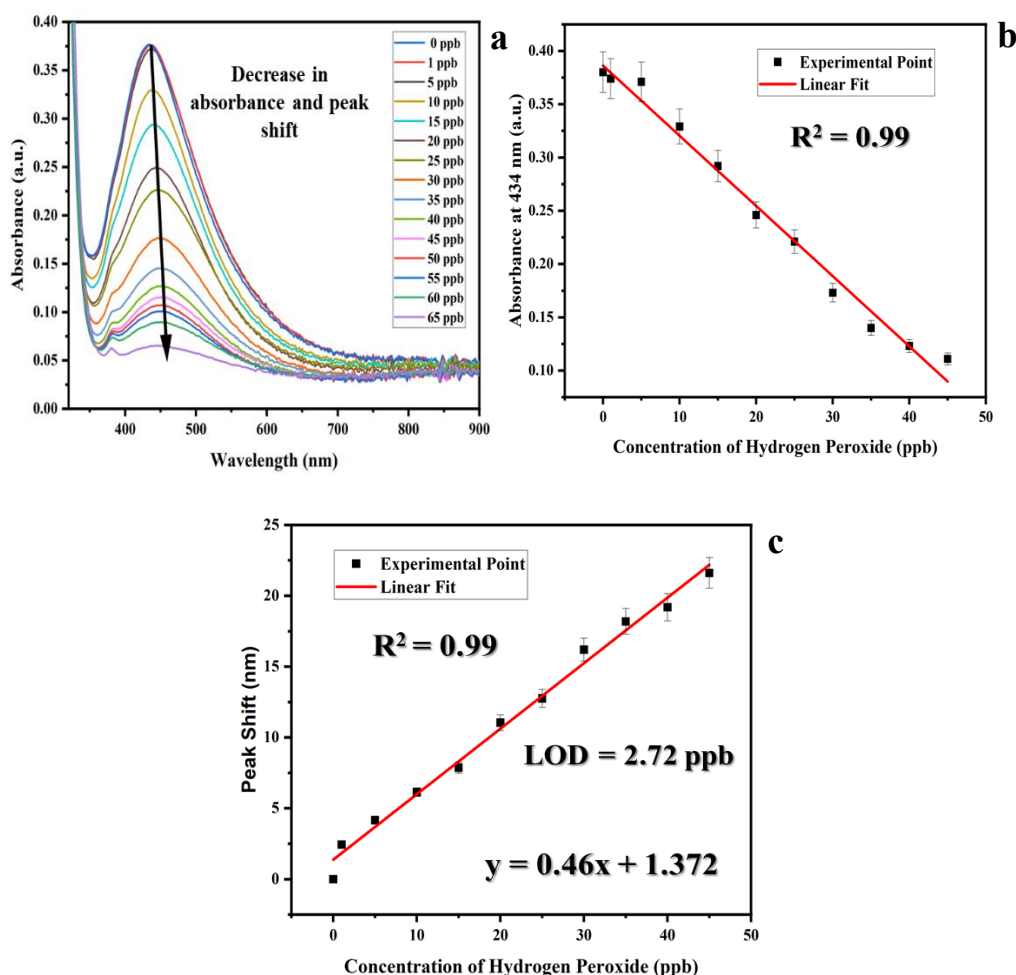 a
Decrease in
absorbance and peak
shift
0 ppb
1 ppb
5 ppb
10 ppb
15 ppb
20 ppb
25 ppb
30 ppb
35 ppb
40 ppb
45 ppb
50 ppb
55 ppb
60 ppb
65 ppb
Absorbance (a.u.)
0.40
0.35
0.30
0.25
0.20
0.15
0.10
0.05
0.00
400 500 600 700 800 900
Wavelength (nm)
b
Experimental Point
Linear Fit
R² = 0.99
Absorbance at 434 nm (a.u.)
0.40
0.35
0.30
0.25
0.20
0.15
0.10
0 10 20 30 40 50
Concentration of Hydrogen Peroxide (ppb)
c
Experimental Point
Linear Fit
R² = 0.99
LOD = 2.72 ppb
y = 0.46x + 1.372
Peak Shift (nm)
25
20
15
10
5
0
0 10 20 30 40 50
Concentration of Hydrogen Peroxide (ppb)